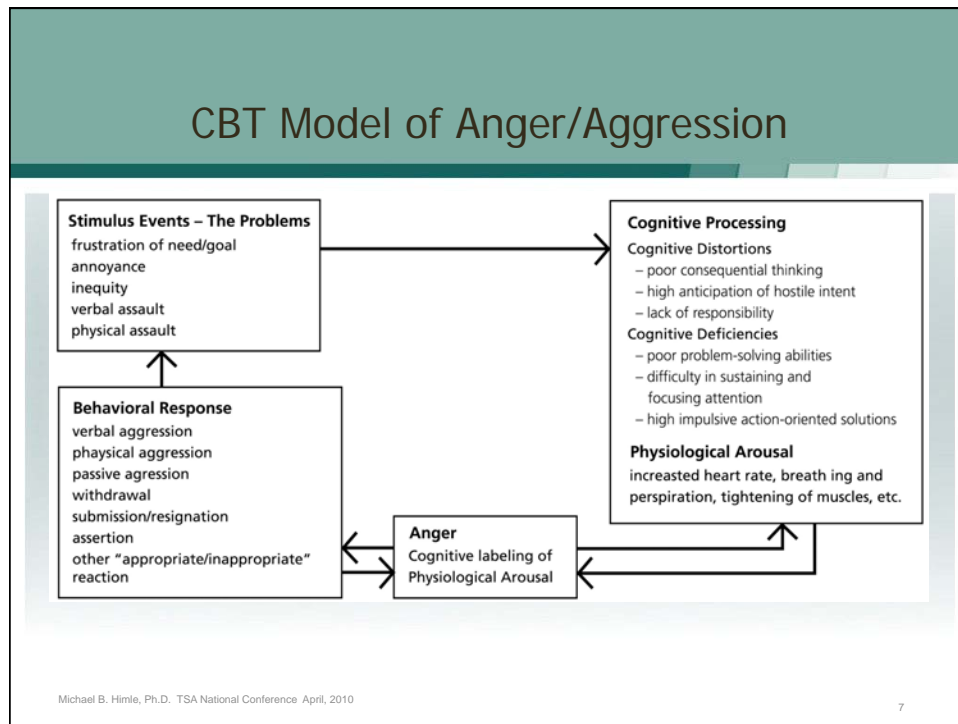 CBT Model of Anger/Aggression
Stimulus Events – The Problems
frustration of need/goal
annoyance
inequity
verbal assault
physical assault
Cognitive Processing
Cognitive Distortions
– poor consequential thinking
– high anticipation of hostile intent
– lack of responsibility
Cognitive Deficiencies
– poor problem-solving abilities
– difficulty in sustaining and
focusing attention
– high impulsive action-oriented solutions
Physiological Arousal
increasted heart rate, breath ing and
perspiration, tightening of muscles, etc.
Behavioral Response
verbal aggression
phaysical aggression
passive agression
withdrawal
submission/resignation
assertion
other “appropriate/inappropriate“
reaction
Anger
Cognitive labeling of
Physiological Arousal
Michael B. Himle, Ph.D. TSA National Conference April, 2010
7